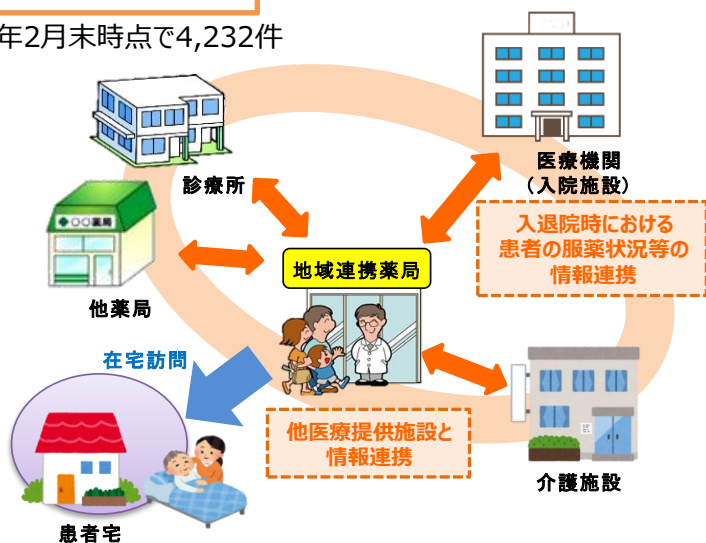 年2月末時点で4,232件
診療所
医療機関
（入院施設）
○○薬局
入退院時における
患者の服薬状況等の
情報連携
地域連携薬局
他薬局
在宅訪問
他医療提供施設と
情報連携
介護施設
患者宅